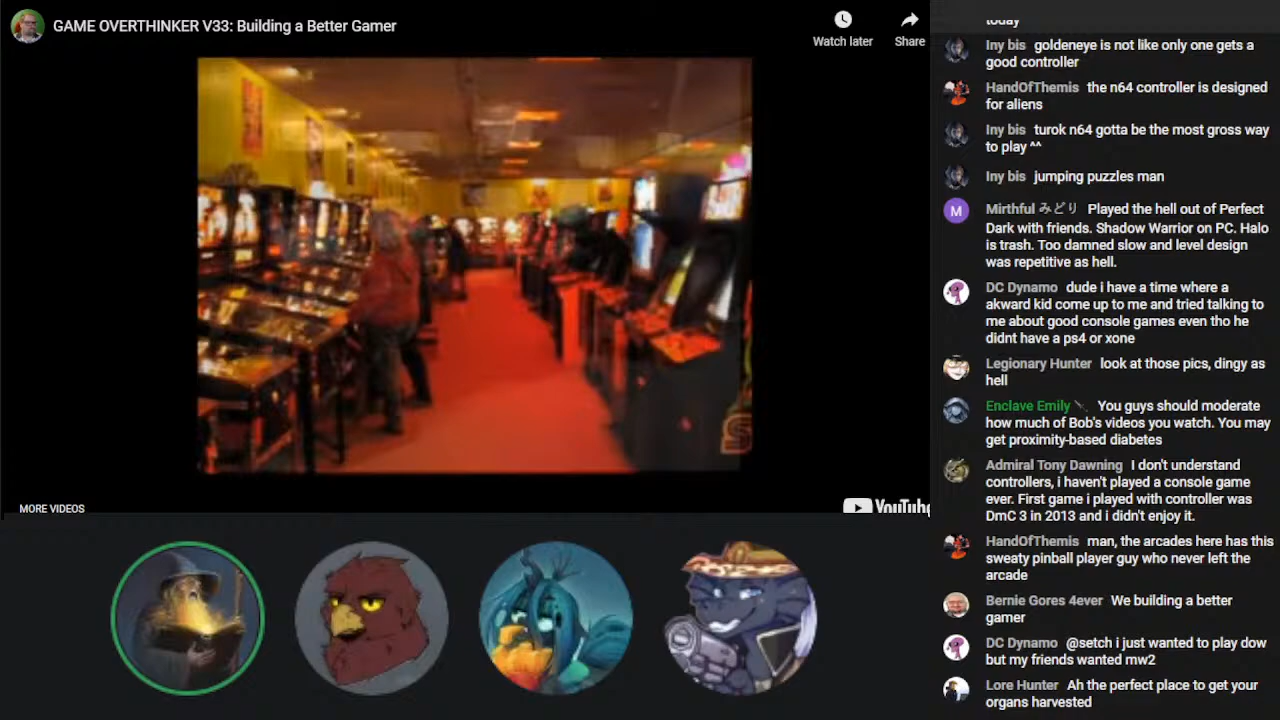 GAME OVERTHINKER V33: Building a Better Gamer
Watch later
Share
MORE VIDEOS
YouTube
today
Iny bis goldeneye is not like only one gets a
good controller
HandOfThemis the n64 controller is designed
for aliens
Iny bis turok n64 gotta be the most gross way
to play ^^
Iny bis jumping puzzles man
M
Mirthful みどり Played the hell out of Perfect
Dark with friends. Shadow Warrior on PC. Halo
is trash. Too damned slow and level design
was repetitive as hell.
DC Dynamo dude i have a time where a
akward kid come up to me and tried talking to
me about good console games even tho he
didnt have a ps4 or xone
Legionary Hunter look at those pics, dingy as
hell
Enclave Emily You guys should moderate
how much of Bob's videos you watch. You may
get proximity-based diabetes
Admiral Tony Dawning I don't understand
controllers, i haven't played a console game
ever. First game i played with controller was
DmC 3 in 2013 and i didn't enjoy it.
HandOfThemis man, the arcades here has this
sweaty pinball player guy who never left the
arcade
Bernie Gores 4ever We building a better
gamer
DC Dynamo @setch i just wanted to play dow
but my friends wanted mw2
Lore Hunter Ah the perfect place to get your
organs harvested